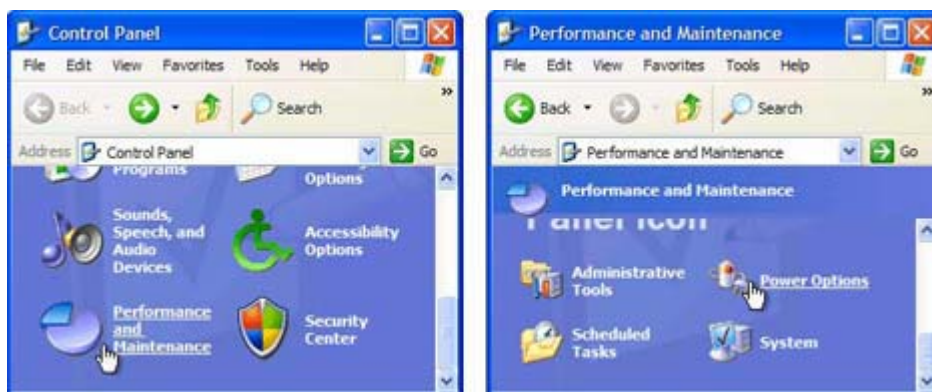 Control Panel
File Edit View Favorites Tools Help
Back Search
Address Control Panel Go
Programs
Options
Sounds,
Speech, and
Audio
Devices
Accessibility
Options
Performance
and
Maintenance
Security
Center
Performance and Maintenance
File Edit View Favorites Tools Help
Back Search
Address Performance and Maintenance Go
Performance and Maintenance
Panel icon
Administrative
Tools
Power Options
Scheduled
Tasks
System